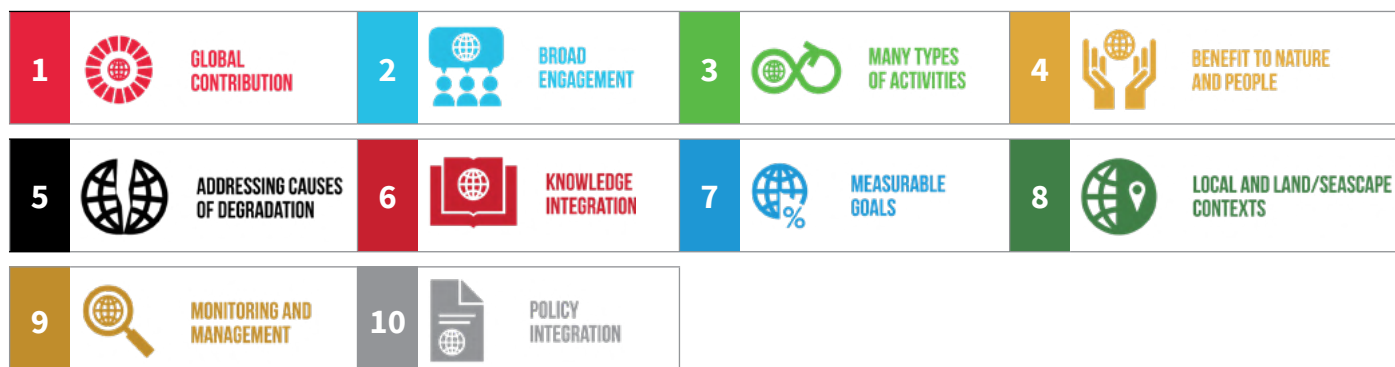 1
GLOBAL
CONTRIBUTION
2
BROAD
ENGAGEMENT
3
MANY TYPES
OF ACTIVITIES
4
BENEFIT TO NATURE
AND PEOPLE
5
ADDRESSING CAUSES
OF DEGRADATION
6
KNOWLEDGE
INTEGRATION
7
%
MEASURABLE
GOALS
8
LOCAL AND LAND/SEASCAPE
CONTEXTS
9
MONITORING AND
MANAGEMENT
10
POLICY
INTEGRATION